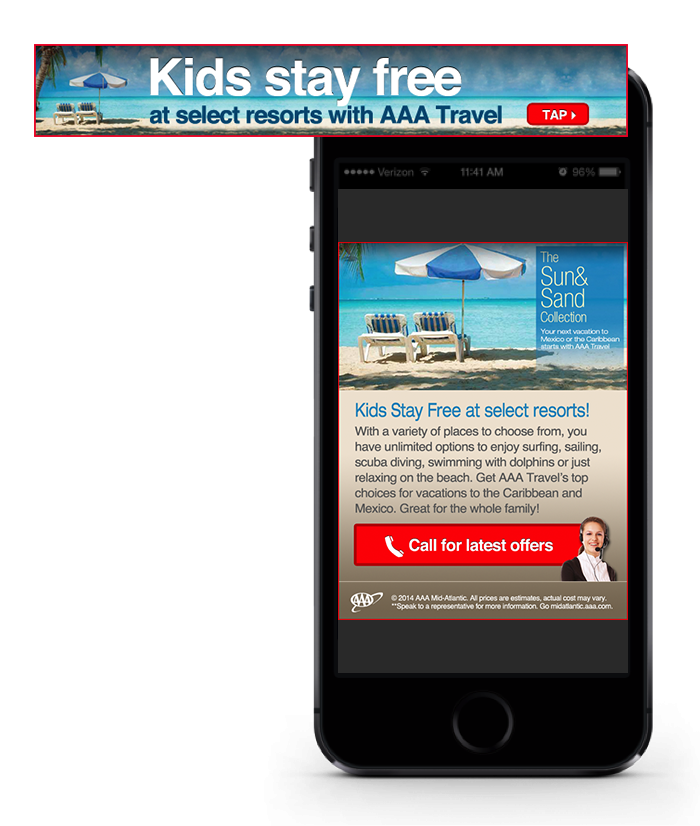 Kids stay free
at select resorts with AAA Travel
TAP
Verizon
11:41 AM
96%
The
Sun&
Sand
Collection
Your next vacation to
Mexico or the Caribbean
starts with AAA Travel
Kids Stay Free at select resorts!
With a variety of places to choose from, you
have unlimited options to enjoy surfing, sailing,
scuba diving, swimming with dolphins or just
relaxing on the beach. Get AAA Travel's top
choices for vacations to the Caribbean and
Mexico. Great for the whole family!
Call for latest offers
AAA
© 2014 AAA Mid-Atlantic. All prices are estimates, actual cost may vary.
**Speak to a representative for more information. Go midatlantic.aaa.com.